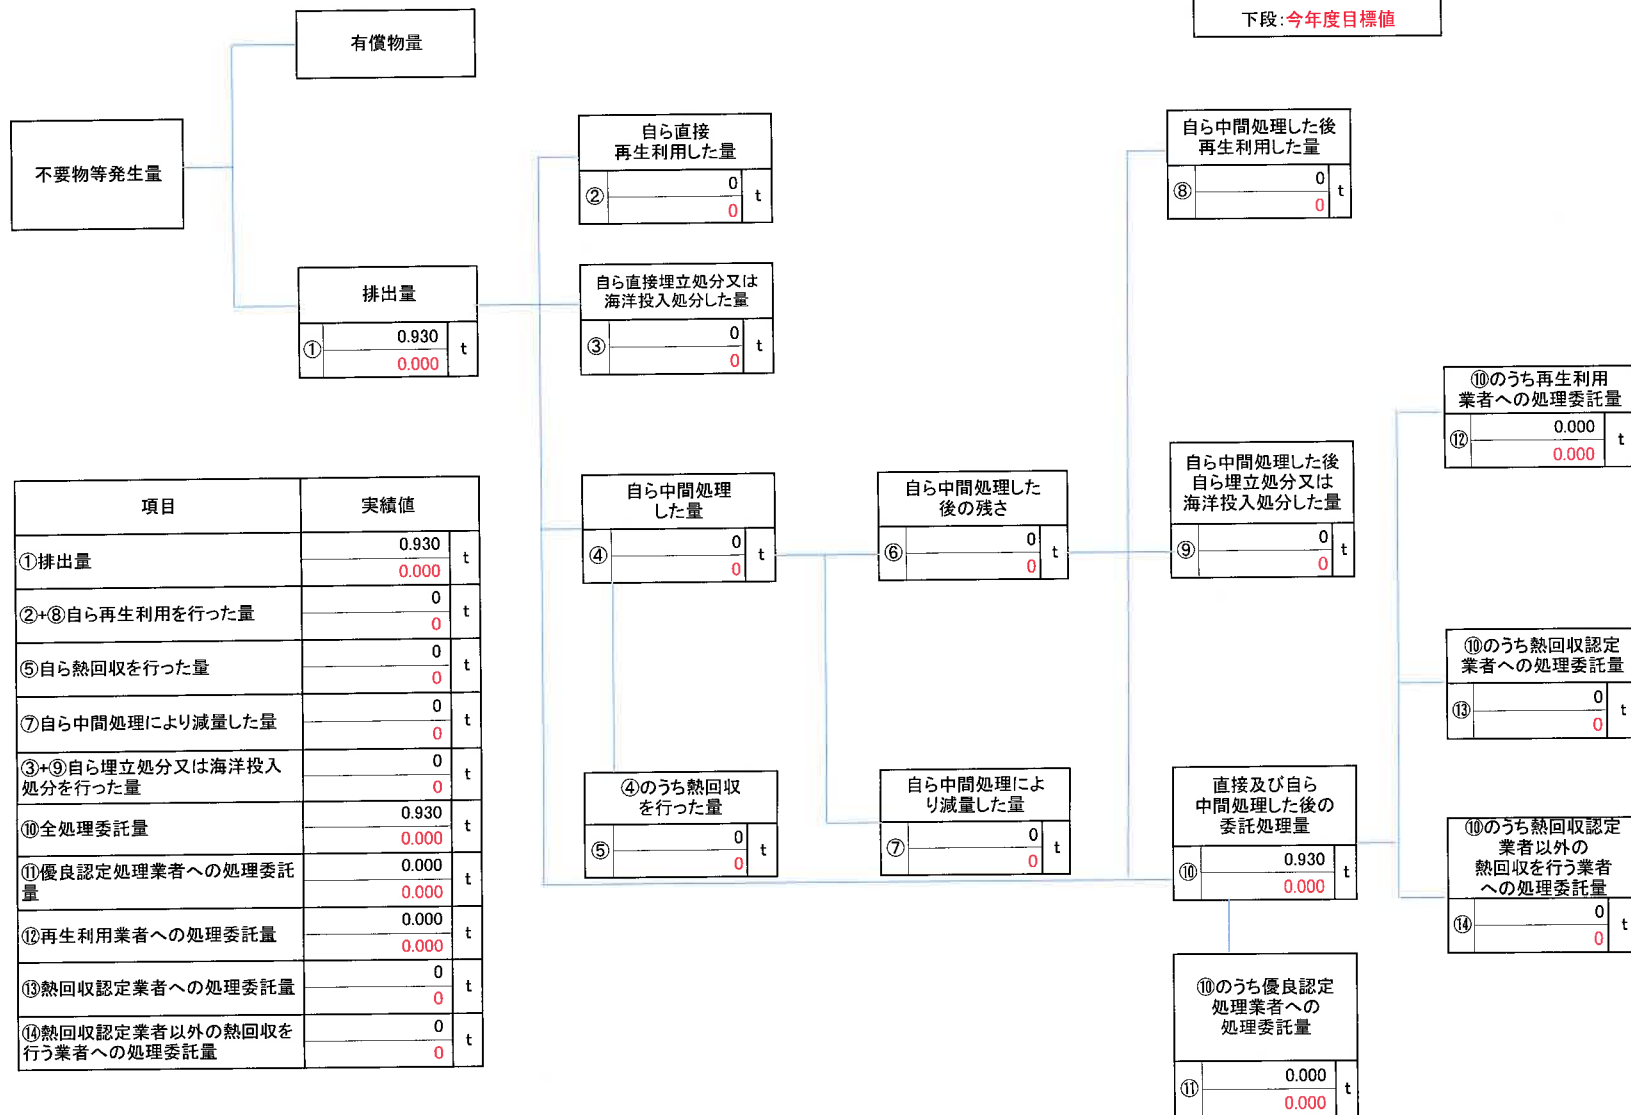 下段:今年度目標値
有償物量
不要物等発生量
排出量
① 0.930 t
0.000
自ら直接
再生利用した量
② 0 t
0
自ら直接埋立処分又は
海洋投入処分した量
③ 0 t
0
自ら中間処理
した量
④ 0 t
0
④のうち熱回収
を行った量
⑤ 0 t
0
自ら中間処理した
後の残さ
⑥ 0 t
0
自ら中間処理によ
り減量した量
⑦ 0 t
0
自ら中間処理した後
再生利用した量
⑧ 0 t
0
自ら中間処理した後
自ら埋立処分又は
海洋投入処分した量
⑨ 0 t
0
直接及び自ら
中間処理した後の
委託処理量
⑩ 0.930 t
0.000
⑩のうち優良認定
処理業者への
処理委託量
⑪ 0.000 t
0.000
⑩のうち再生利用
業者への処理委託量
⑫ 0.000 t
0.000
⑩のうち熱回収認定
業者への処理委託量
⑬ 0 t
0
⑩のうち熱回収認定
業者以外の
熱回収を行う業者
への処理委託量
⑭ 0 t
0
項目 実績値
①排出量 0.930 t
0.000
②+⑧自ら再生利用を行った量 0 t
0
⑤自ら熱回収を行った量 0 t
0
⑦自ら中間処理により減量した量 0 t
0
③+⑨自ら埋立処分又は海洋投入
処分を行った量 0 t
0
⑩全処理委託量 0.930 t
0.000
⑪優良認定処理業者への処理委託
量 0.000 t
0.000
⑫再生利用業者への処理委託量 0.000 t
0.000
⑬熱回収認定業者への処理委託量 0 t
0
⑭熱回収認定業者以外の熱回収を
行う業者への処理委託量 0 t
0